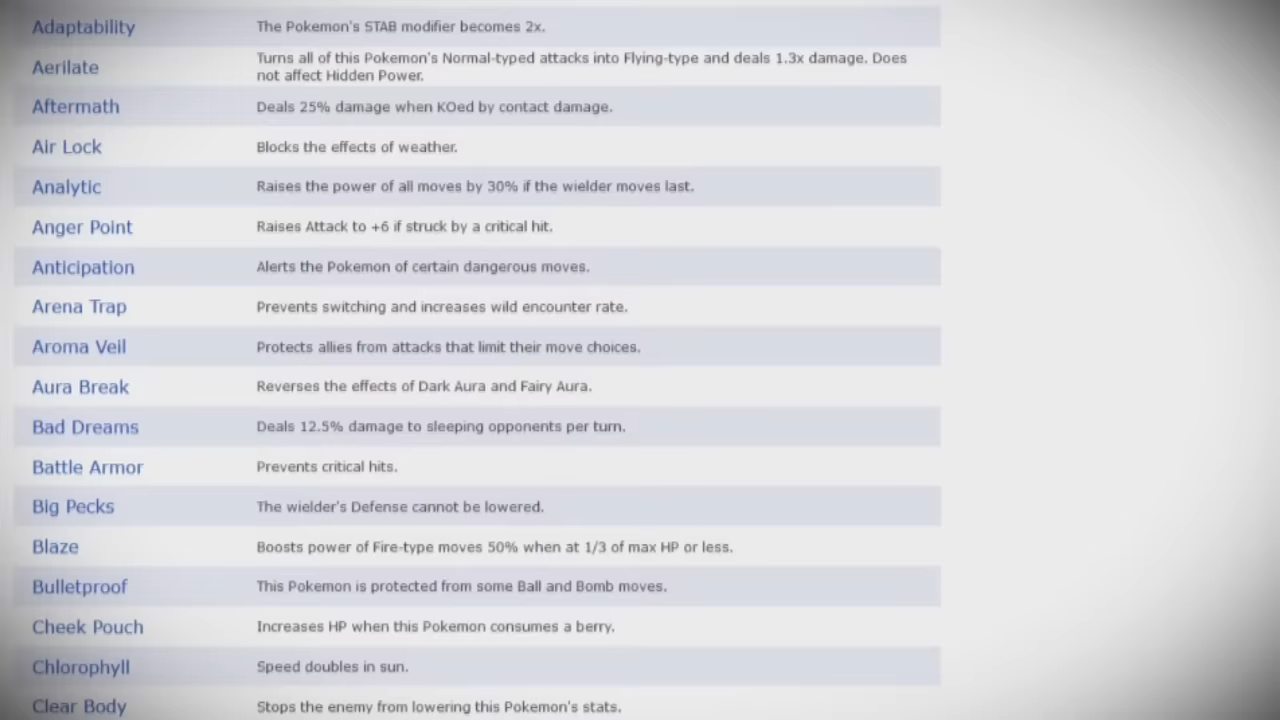 Adaptability The Pokemon's STAB modifier becomes 2x.
Aerilate Turns all of this Pokemon's Normal-typed attacks into Flying-type and deals 1.3x damage. Does
not affect Hidden Power.
Aftermath Deals 25% damage when KOed by contact damage.
Air Lock Blocks the effects of weather.
Analytic Raises the power of all moves by 30% if the wielder moves last.
Anger Point Raises Attack to +6 if struck by a critical hit.
Anticipation Alerts the Pokemon of certain dangerous moves.
Arena Trap Prevents switching and increases wild encounter rate.
Aroma Veil Protects allies from attacks that limit their move choices.
Aura Break Reverses the effects of Dark Aura and Fairy Aura.
Bad Dreams Deals 12.5% damage to sleeping opponents per turn.
Battle Armor Prevents critical hits.
Big Pecks The wielder's Defense cannot be lowered.
Blaze Boosts power of Fire-type moves 50% when at 1/3 of max HP or less.
Bulletproof This Pokemon is protected from some Ball and Bomb moves.
Cheek Pouch Increases HP when this Pokemon consumes a berry.
Chlorophyll Speed doubles in sun.
Clear Body Stops the enemy from lowering this Pokemon's stats.